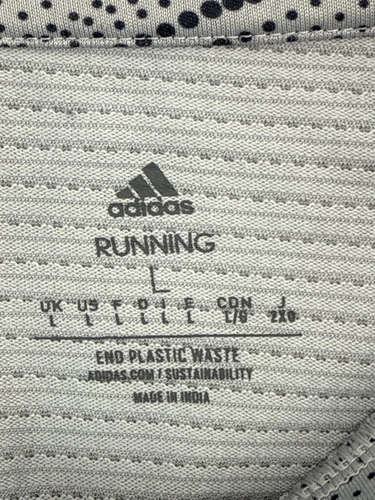 adidas
RUNNING
L
UK US F D I E CDN J
L L L L L L L/G 2XO
END PLASTIC WASTE
ADIDAS.COM / SUSTAINABILITY
MADE IN INDIA